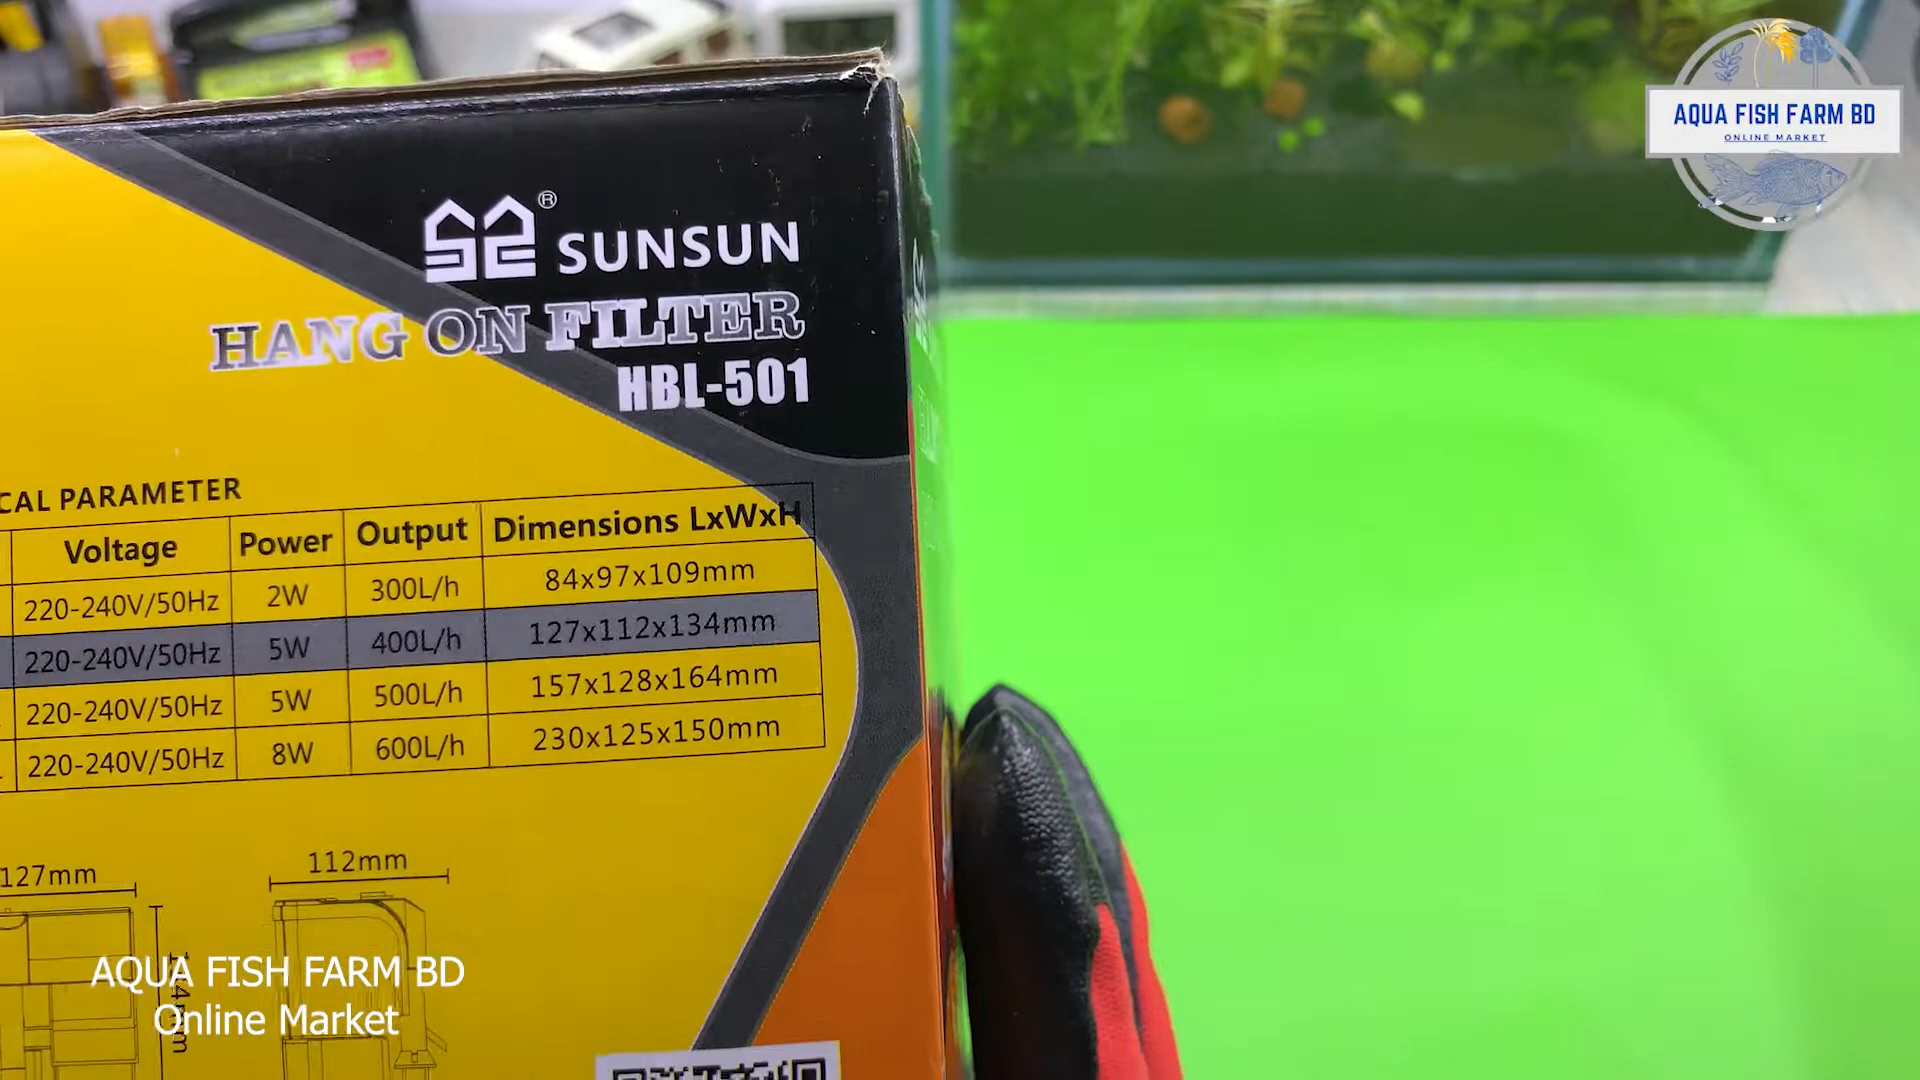 AQUA FISH FARM BD
ONLINE MARKET
® SUNSUN
HANG ON FILTER
HBL-501
CAL PARAMETER
Voltage Power Output Dimensions LxWxH
220-240V/50Hz 2W 300L/h 84x97x109mm
220-240V/50Hz 5W 400L/h 127x112x134mm
220-240V/50Hz 5W 500L/h 157x128x164mm
220-240V/50Hz 8W 600L/h 230x125x150mm
127mm 112mm
AQUA FISH FARM BD
Online Market